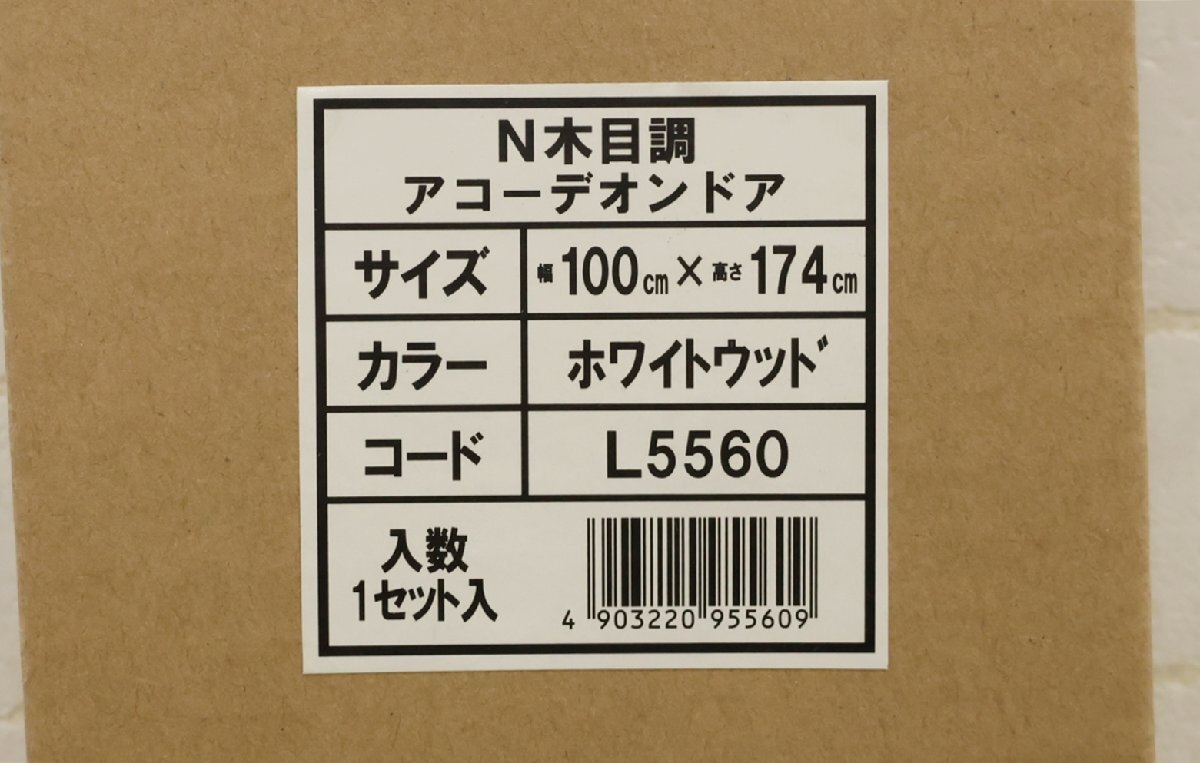 N木目調
アコーデオンドア
サイズ 幅100cm×高さ174cm
カラー ホワイトウッド
コード L5560
入数
1セット入
4 903220 955609